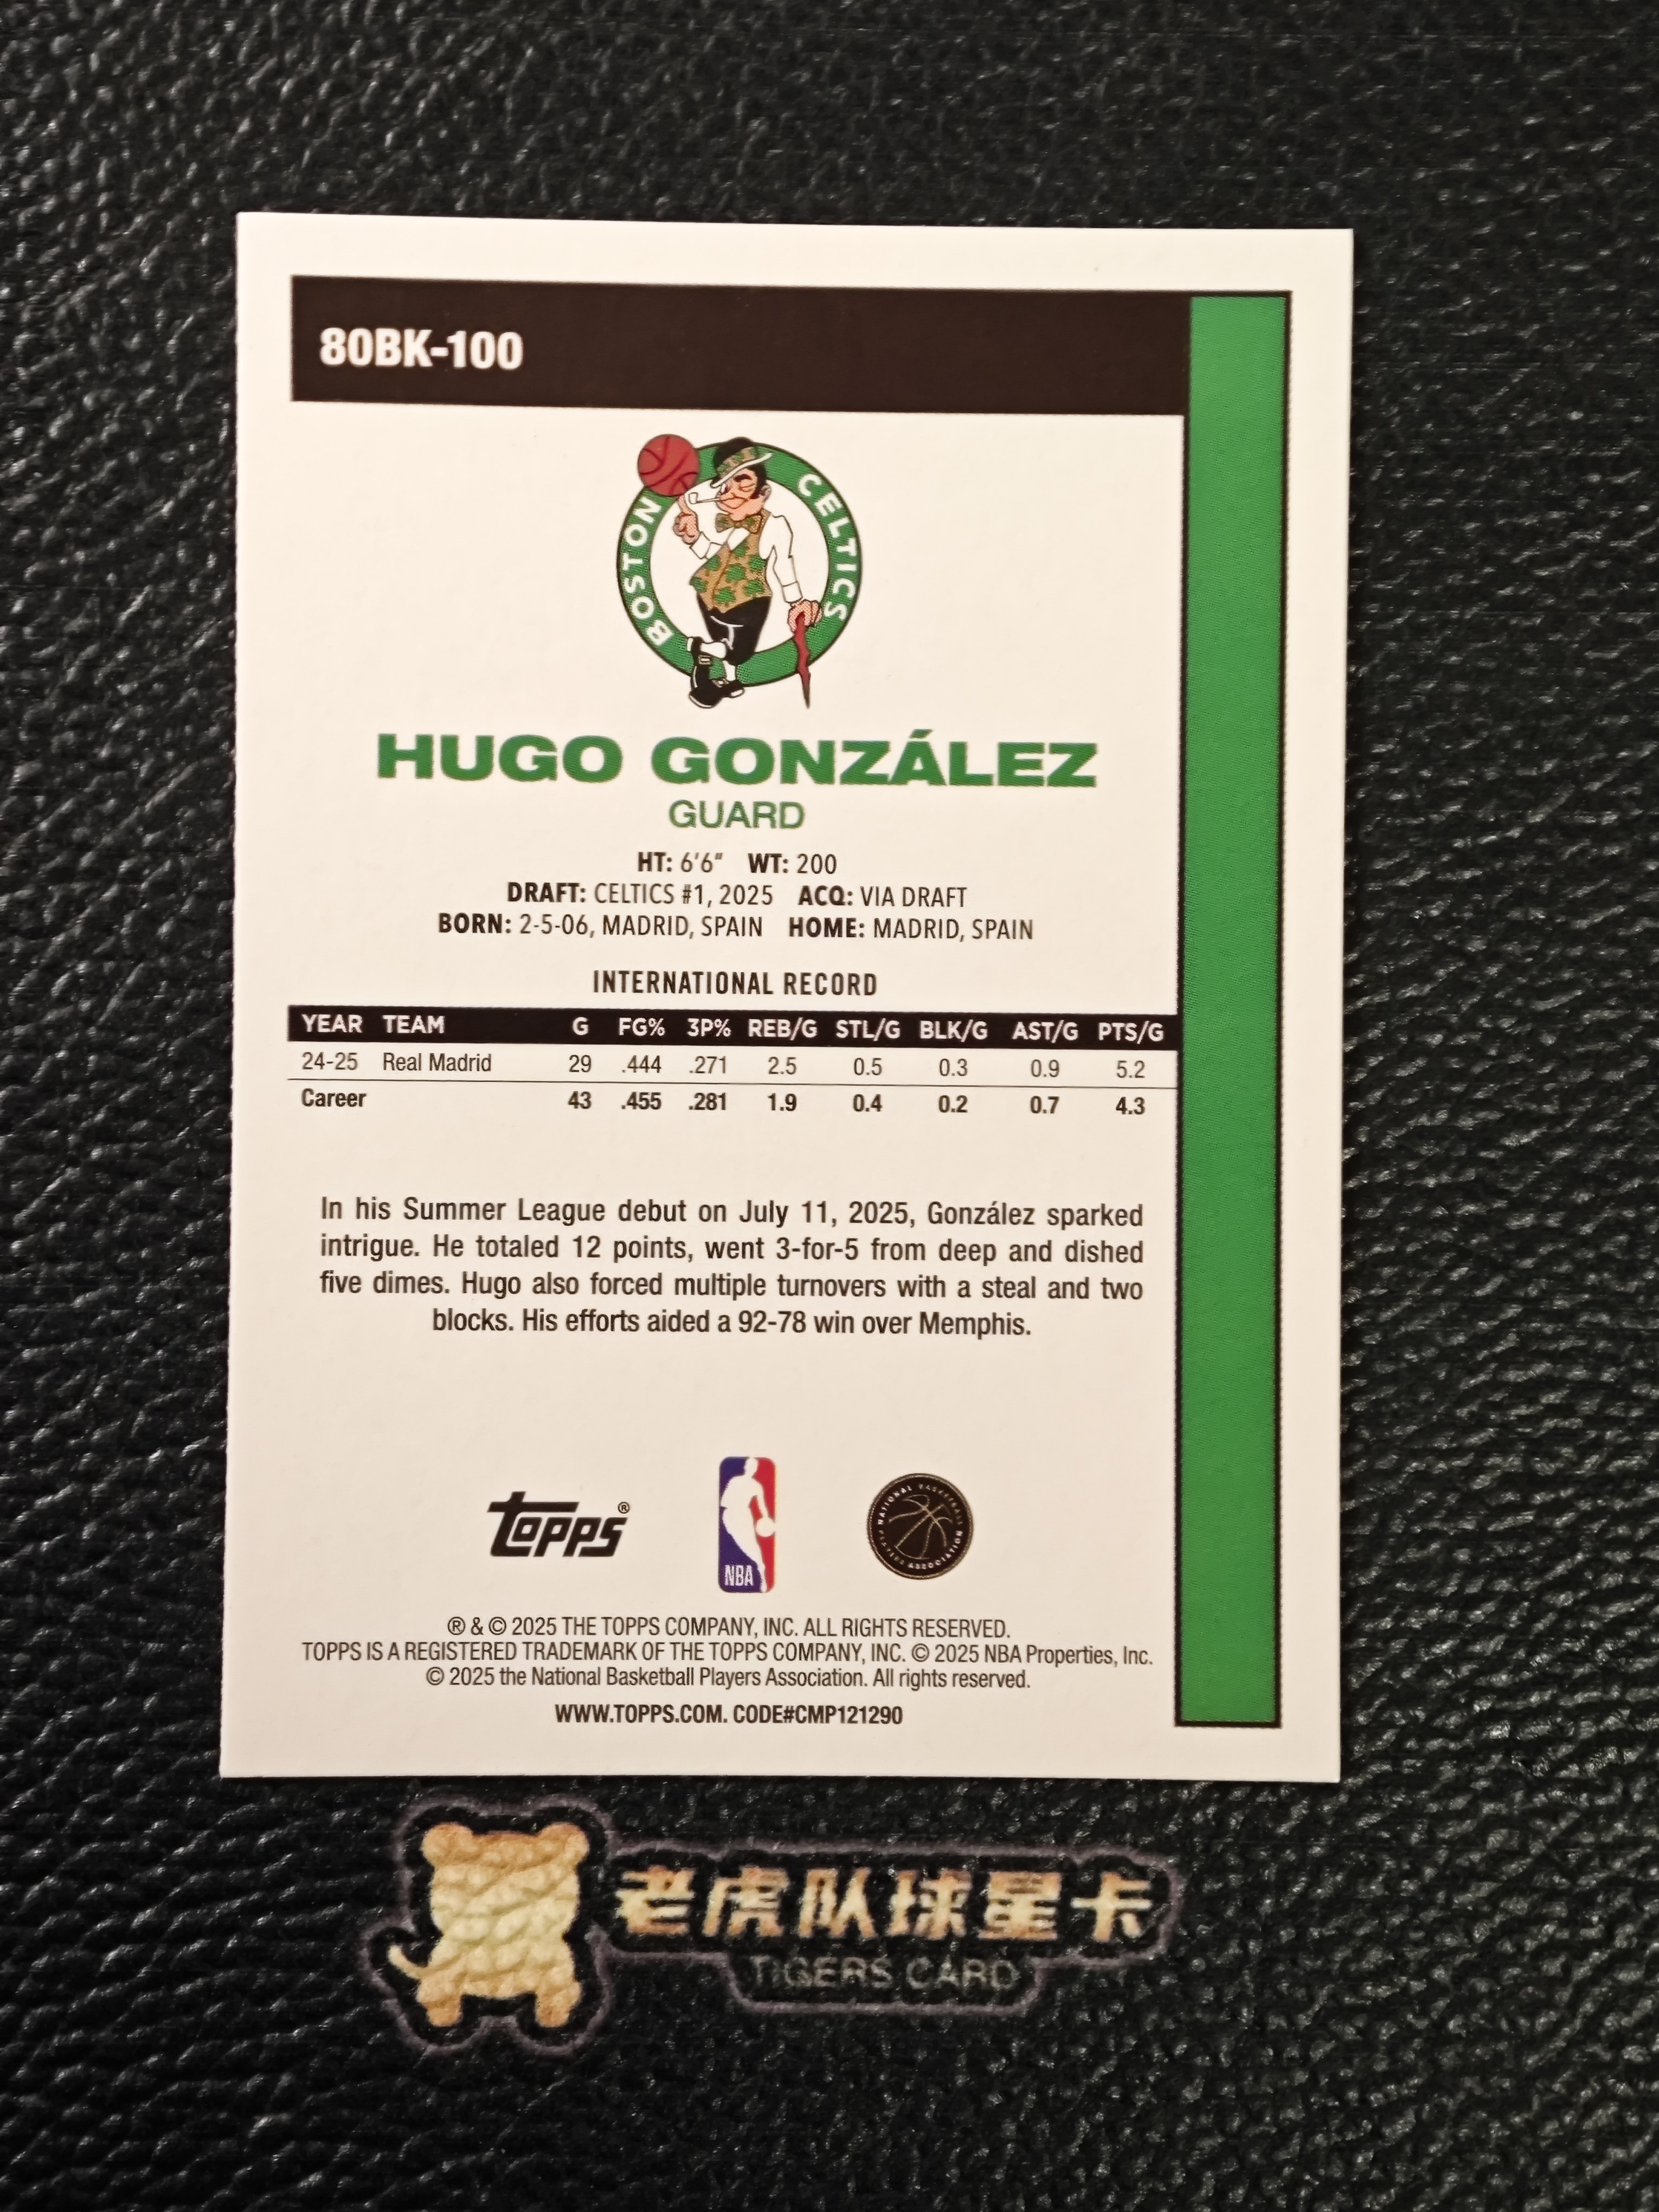 80BK-100
BOSTON CELTICS
HUGO GONZÁLEZ
GUARD
HT: 6'6" WT: 200
DRAFT: CELTICS #1, 2025 ACQ: VIA DRAFT
BORN: 2-5-06, MADRID, SPAIN HOME: MADRID, SPAIN
INTERNATIONAL RECORD
YEAR TEAM G FG% 3P% REB/G STL/G BLK/G AST/G PTS/G
24-25 Real Madrid 29 .444 .271 2.5 0.5 0.3 0.9 5.2
Career 43 .455 .281 1.9 0.4 0.2 0.7 4.3
In his Summer League debut on July 11, 2025, González sparked
intrigue. He totaled 12 points, went 3-for-5 from deep and dished
five dimes. Hugo also forced multiple turnovers with a steal and two
blocks. His efforts aided a 92-78 win over Memphis.
Topps®
NBA
NATIONAL BASKETBALL PLAYERS ASSOCIATION
® & © 2025 THE TOPPS COMPANY, INC. ALL RIGHTS RESERVED.
TOPPS IS A REGISTERED TRADEMARK OF THE TOPPS COMPANY, INC. © 2025 NBA Properties, Inc.
© 2025 the National Basketball Players Association. All rights reserved.
WWW.TOPPS.COM. CODE#CMP121290
老虎队球星卡
TIGERS CARD